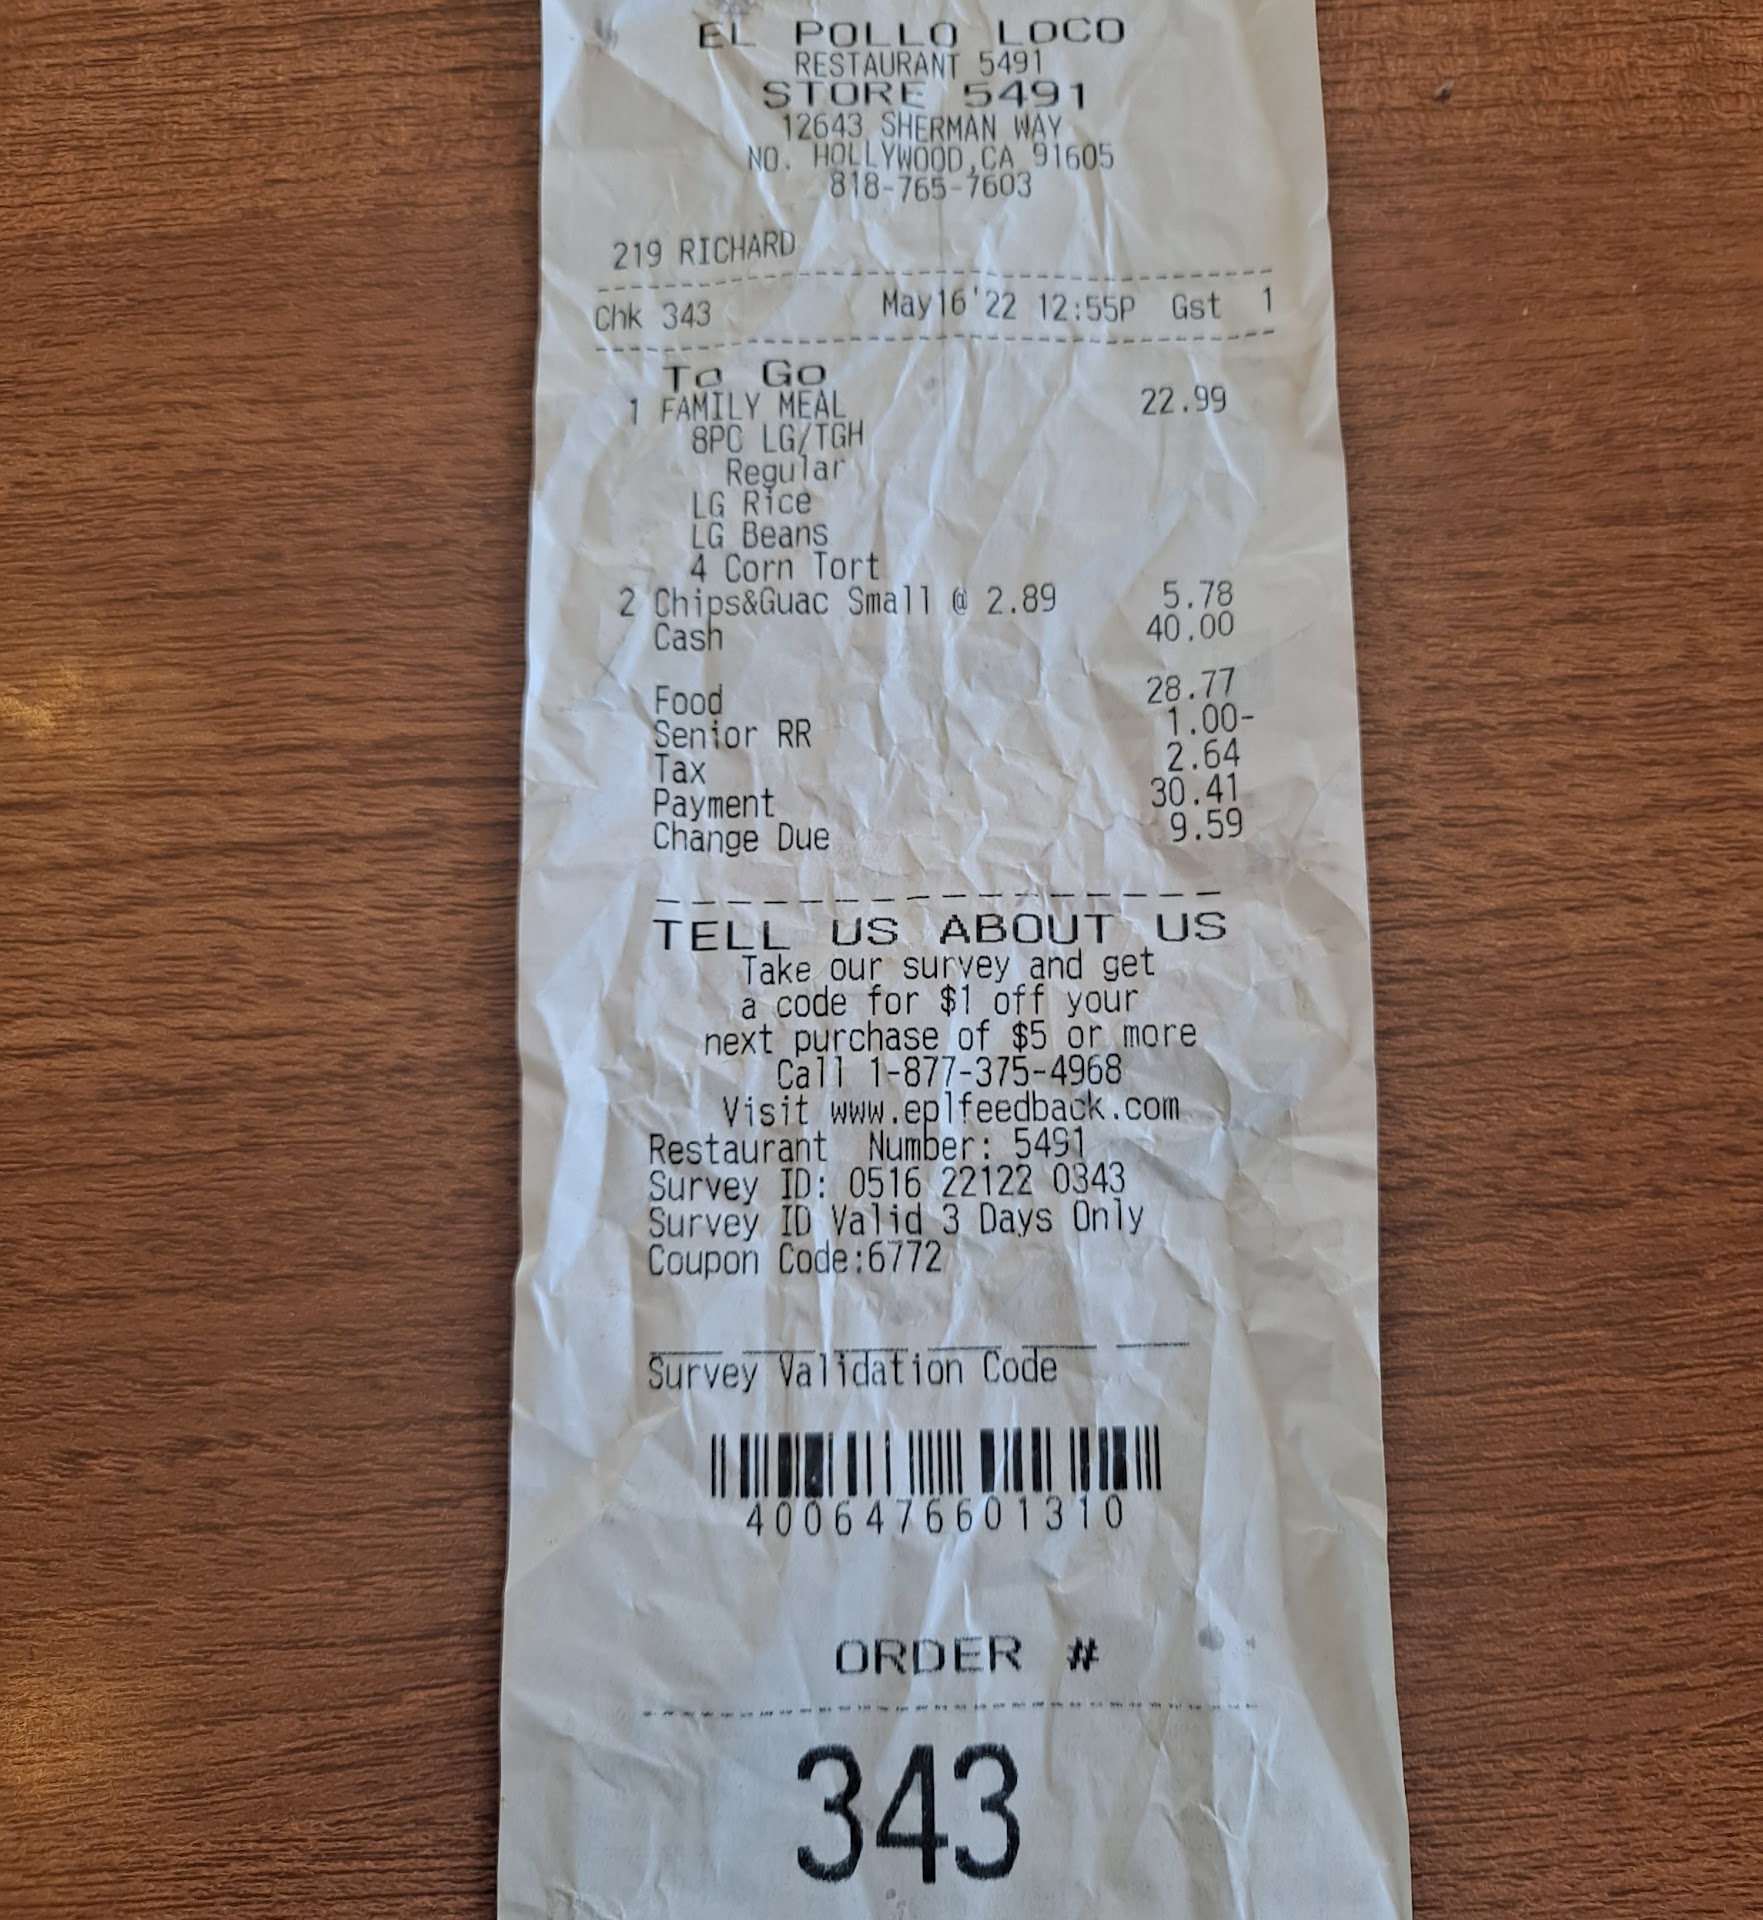 EL POLLO LOCO
RESTAURANT 5491
STORE 5491
12643 SHERMAN WAY
NO. HOLLYWOOD,CA 91605
818-765-7603
219 RICHARD
Chk 343 May16'22 12:55P Gst 1
To Go
1 FAMILY MEAL 22.99
8PC LG/TGH
Regular
LG Rice
LG Beans
4 Corn Tort
2 Chips&Guac Small @ 2.89 5.78
Cash 40.00
Food 28.77
Senior RR 1.00-
Tax 2.64
Payment 30.41
Change Due 9.59
TELL US ABOUT US
Take our survey and get
a code for $1 off your
next purchase of $5 or more
Call 1-877-375-4968
Visit www.eplfeedback.com
Restaurant Number: 5491
Survey ID: 0516 22122 0343
Survey ID Valid 3 Days Only
Coupon Code:6772
Survey Validation Code
4006476601310
ORDER #
343